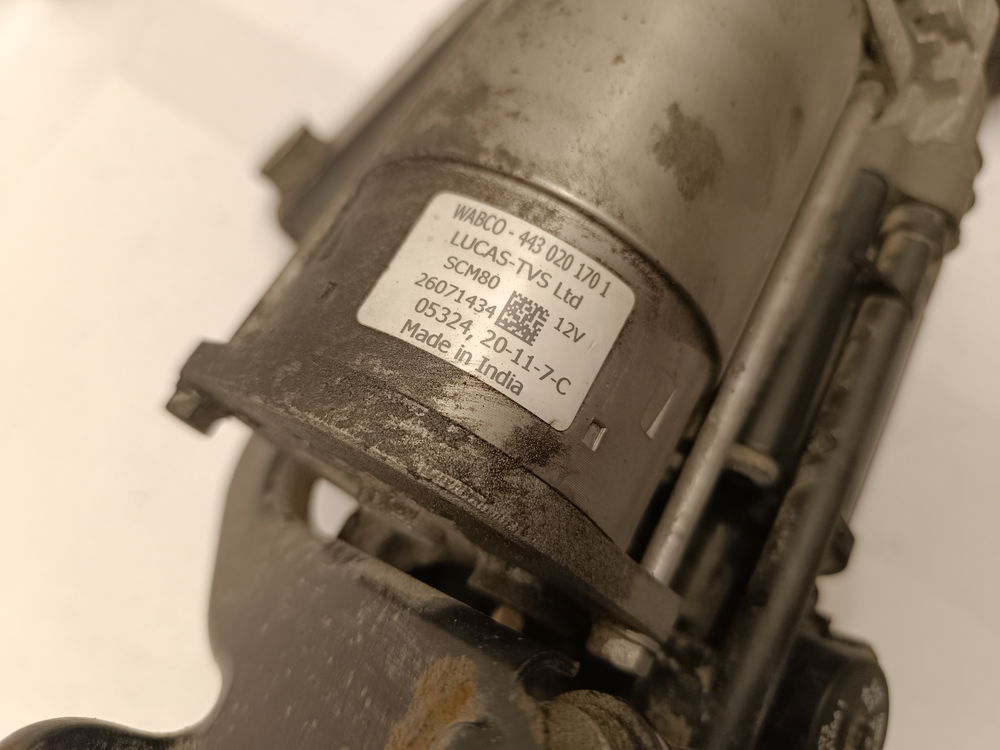 WABCO - 443 020 170 1
LUCAS-TVS Ltd
SCM80
26071434 12V
05324, 20-11-7-C
Made in India